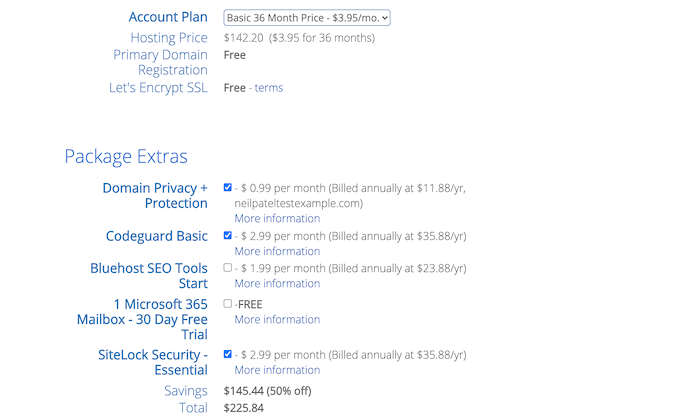 Account Plan Basic 36 Month Price - $3.95/mo.
Hosting Price $142.20 ($3.95 for 36 months)
Primary Domain Registration Free
Let's Encrypt SSL Free - terms
Package Extras
Domain Privacy + Protection - $ 0.99 per month (Billed annually at $11.88/yr,
neilpateltestexample.com)
More information
Codeguard Basic - $ 2.99 per month (Billed annually at $35.88/yr)
More information
Bluehost SEO Tools Start - $ 1.99 per month (Billed annually at $23.88/yr)
More information
1 Microsoft 365 Mailbox - 30 Day Free Trial -FREE
More information
SiteLock Security - Essential - $ 2.99 per month (Billed annually at $35.88/yr)
More information
Savings $145.44 (50% off)
Total $225.84